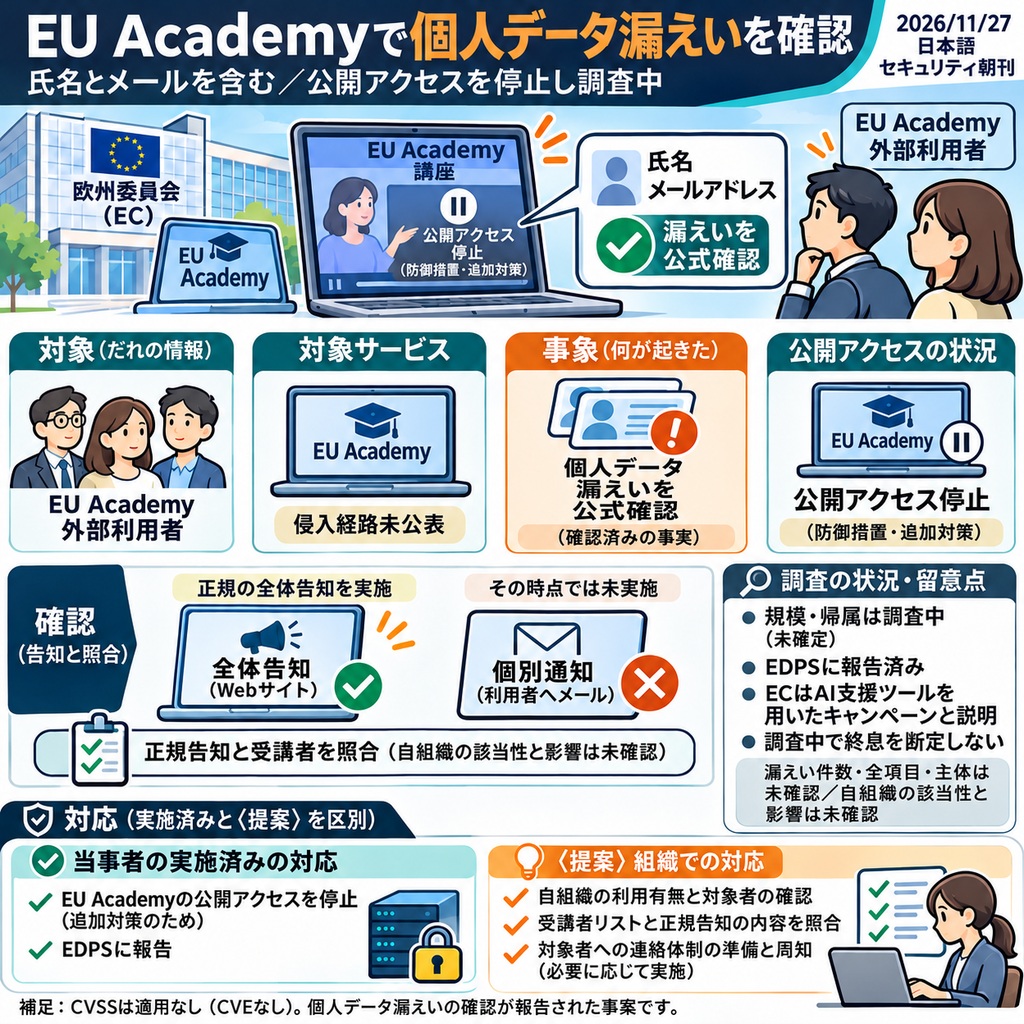 EU Academyで個人データ漏えいを確認
氏名とメールを含む／公開アクセスを停止し調査中
2026/11/27
日本語
セキュリティ朝刊
欧州委員会
（EC）
EU
Academy
EU Academy
講座
公開アクセス
停止
（防御措置・追加対策）
氏名
メールアドレス
漏えいを
公式確認
EU Academy
外部利用者
対象（だれの情報）
EU Academy
外部利用者
対象サービス
EU Academy
侵入経路未公表
事象（何が起きた）
個人データ
漏えいを
公式確認
（確認済みの事実）
公開アクセスの状況
EU Academy
公開アクセス停止
（防御措置・追加対策）
確認
（告知と照合）
正規の全体告知を実施
全体告知
（Webサイト）
その時点では未実施
個別通知
（利用者へメール）
正規告知と受講者を照合（自組織の該当性と影響は未確認）
調査の状況・留意点
● 規模・帰属は調査中
（未確定）
● EDPSに報告済み
● ECはAI支援ツールを
用いたキャンペーンと説明
● 調査中で終息を断定しない
漏えい件数・全項目・主体は
未確認／自組織の該当性と
影響は未確認
対応（実施済みと〈提案〉を区別）
当事者の実施済みの対応
EU Academyの公開アクセスを停止
（追加対策のため）
EDPSに報告
〈提案〉組織での対応
自組織の利用有無と対象者の確認
受講者リストと正規告知の内容を照合
対象者への連絡体制の準備と周知
（必要に応じて実施）
補足：CVSSは適用なし（CVEなし）。個人データ漏えいの確認が報告された事案です。